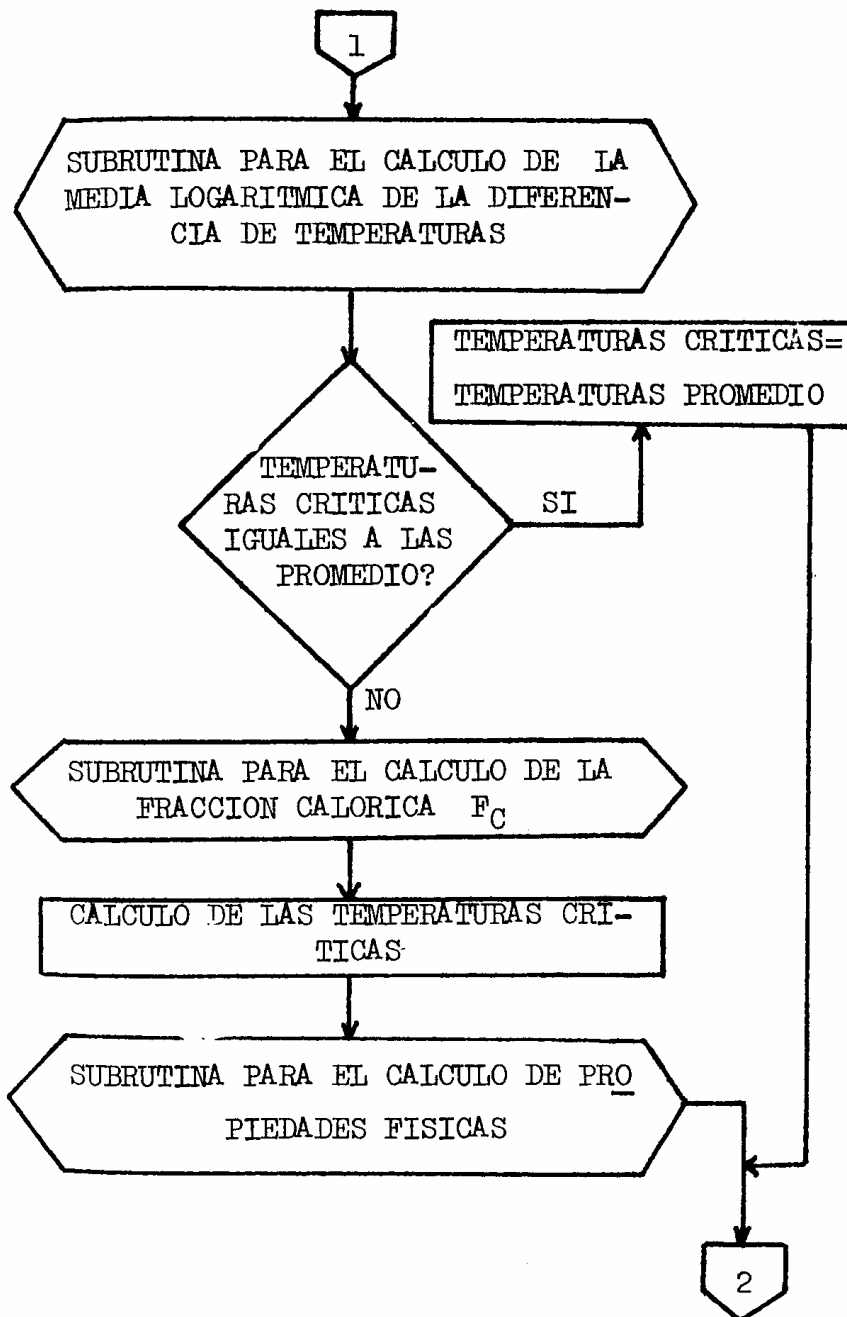 1
SUBRUTINA PARA EL CALCULO DE LA
MEDIA LOGARITMICA DE LA DIFEREN-
CIA DE TEMPERATURAS
TEMPERATURAS CRITICAS=
TEMPERATURAS PROMEDIO
TEMPERATU-
RAS CRITICAS
IGUALES A LAS
PROMEDIO?
SI
NO
SUBRUTINA PARA EL CALCULO DE LA
FRACCION CALORICA F_C
CALCULO DE LAS TEMPERATURAS CRI-
TICAS
SUBRUTINA PARA EL CALCULO DE PRO
PIEDADES FISICAS
2